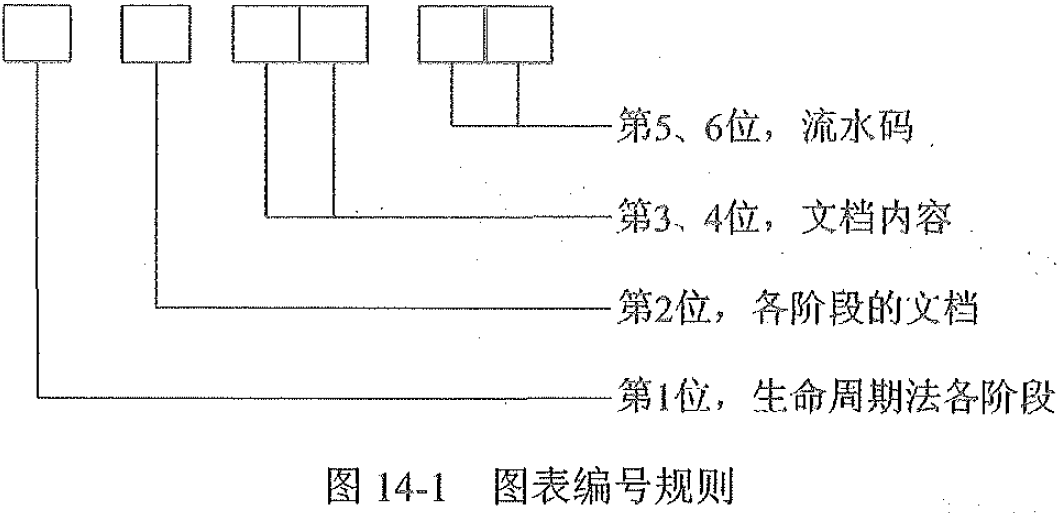 第5、6位，流水码
第3、4位，文档内容
第2位，各阶段的文档
第1位，生命周期法各阶段
图 14-1 图表编号规则